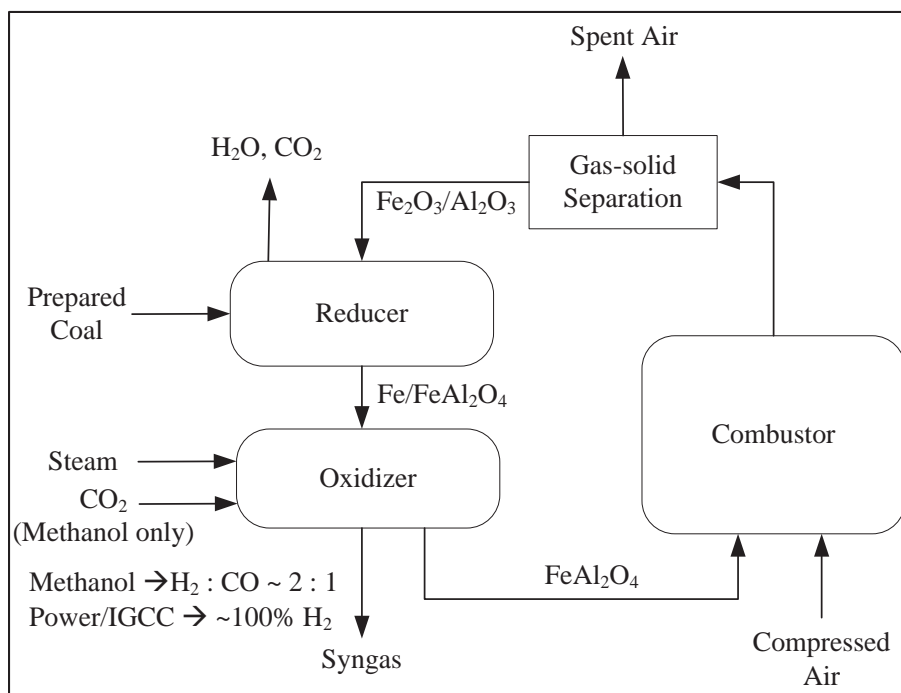 Spent Air
H₂O, CO₂
Gas-solid
Separation
Fe₂O₃/Al₂O₃
Prepared
Coal
Reducer
Fe/FeAl₂O₄
Combustor
Steam
Oxidizer
CO₂
(Methanol only)
Methanol → H₂ : CO ~ 2 : 1
FeAl₂O₄
Power/IGCC → ~100% H₂
Syngas
Compressed
Air